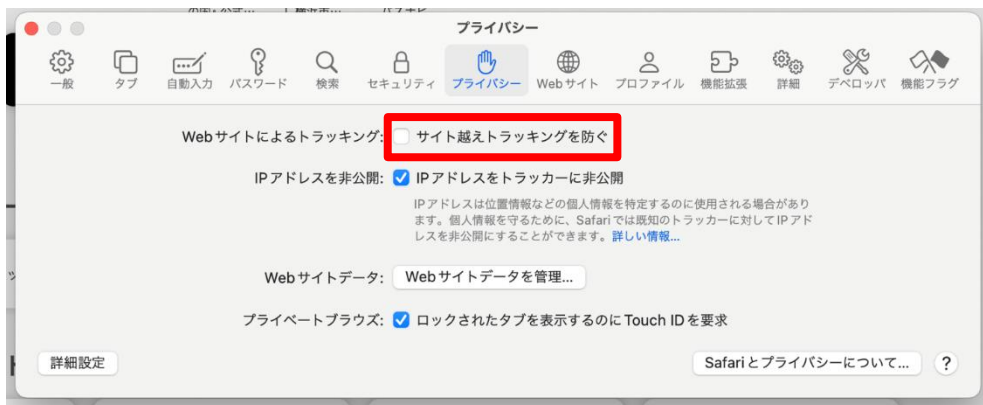 プライバシー
一般 タブ 自動入力 パスワード 検索 セキュリティ プライバシー Webサイト プロファイル 機能拡張 詳細 デベロッパ 機能フラグ
Webサイトによるトラッキング: サイト越えトラッキングを防ぐ
IPアドレスを非公開: IPアドレスをトラッカーに非公開
IPアドレスは位置情報などの個人情報を特定するのに使用される場合があり
ます。個人情報を守るために、Safariでは既知のトラッカーに対してIPアド
レスを非公開にすることができます。詳しい情報...
Webサイトデータ: Webサイトデータを管理...
プライベートブラウズ: ロックされたタブを表示するのにTouch IDを要求
詳細設定 Safariとプライバシーについて... ?